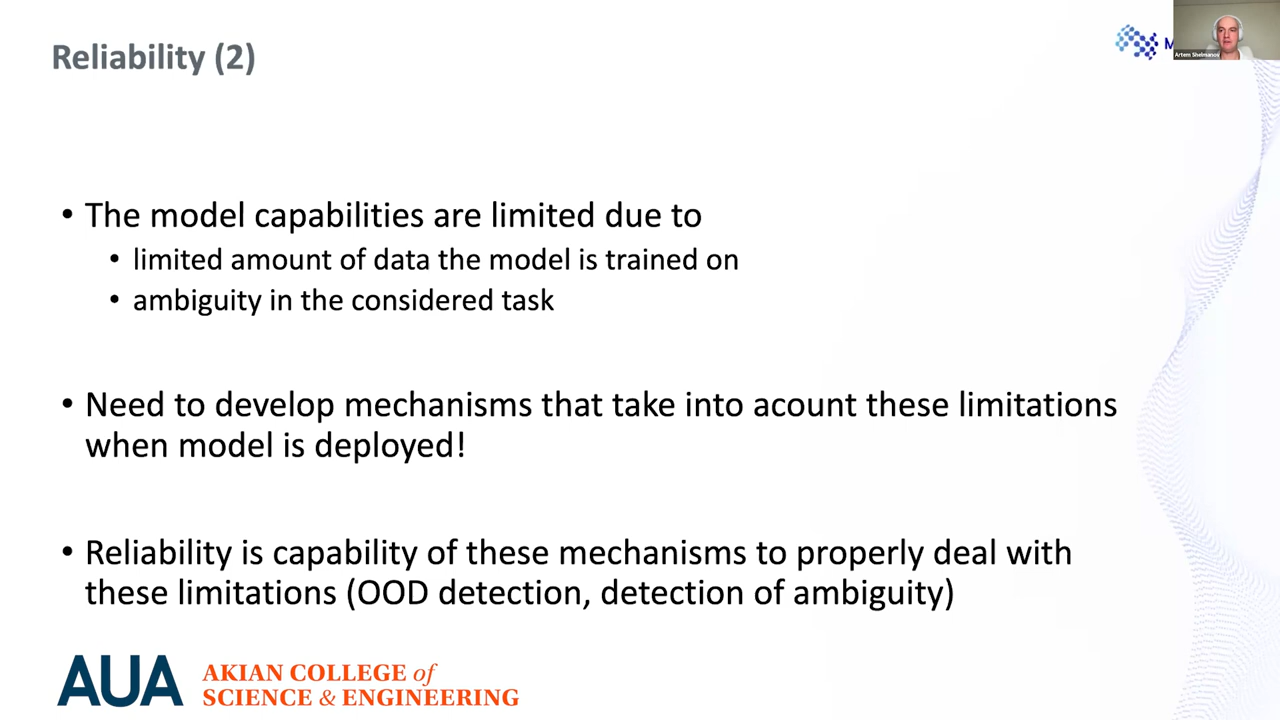 Reliability (2)
M
Artem Shelmanov
• The model capabilities are limited due to
• limited amount of data the model is trained on
• ambiguity in the considered task
• Need to develop mechanisms that take into acount these limitations
when model is deployed!
• Reliability is capability of these mechanisms to properly deal with
these limitations (OOD detection, detection of ambiguity)
AUA
AKIAN COLLEGE of
SCIENCE & ENGINEERING